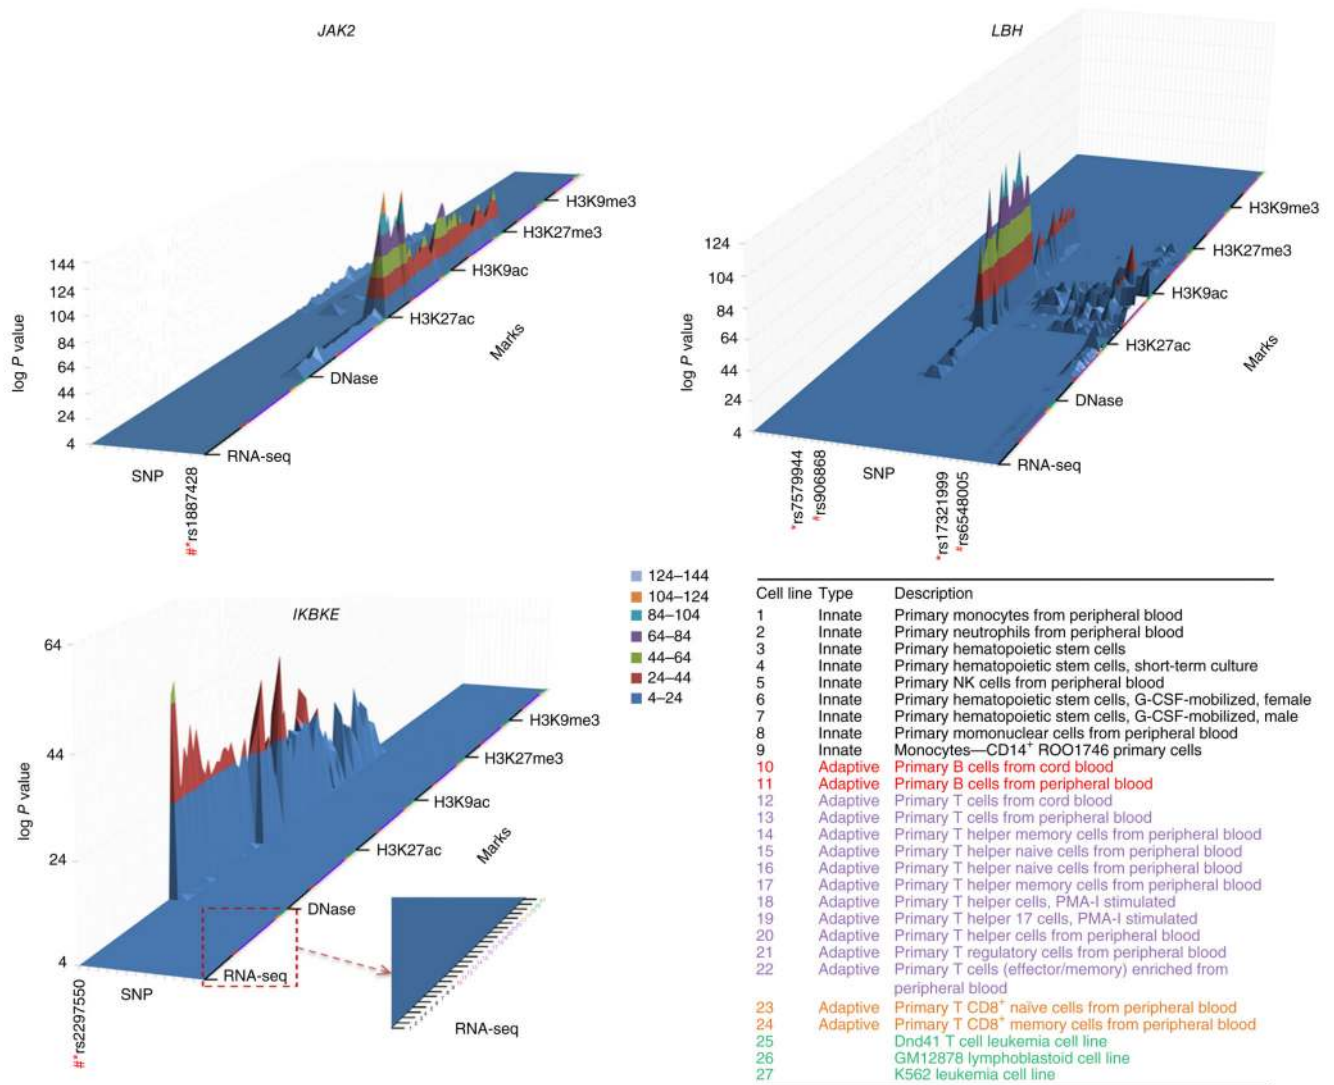 JAK2
144
124
104
84
64
44
24
4
log P value
SNP
#*rs1887428
RNA-seq
DNase
H3K27ac
H3K9ac
H3K27me3
H3K9me3
Marks
LBH
124
104
84
64
44
24
4
log P value
SNP
*rs7579944
#rs906868
*rs17321999
#rs6548005
RNA-seq
DNase
H3K27ac
H3K9ac
H3K27me3
H3K9me3
Marks
IKBKE
64
44
24
4
log P value
SNP
#*rs2297550
RNA-seq
DNase
H3K27ac
H3K9ac
H3K27me3
H3K9me3
Marks
RNA-seq
124–144
104–124
84–104
64–84
44–64
24–44
4–24
Cell line Type Description
1 Innate Primary monocytes from peripheral blood
2 Innate Primary neutrophils from peripheral blood
3 Innate Primary hematopoietic stem cells
4 Innate Primary hematopoietic stem cells, short-term culture
5 Innate Primary NK cells from peripheral blood
6 Innate Primary hematopoietic stem cells, G-CSF-mobilized, female
7 Innate Primary hematopoietic stem cells, G-CSF-mobilized, male
8 Innate Primary momonuclear cells from peripheral blood
9 Innate Monocytes—CD14+ ROO1746 primary cells
10 Adaptive Primary B cells from cord blood
11 Adaptive Primary B cells from peripheral blood
12 Adaptive Primary T cells from cord blood
13 Adaptive Primary T cells from peripheral blood
14 Adaptive Primary T helper memory cells from peripheral blood
15 Adaptive Primary T helper naive cells from peripheral blood
16 Adaptive Primary T helper naive cells from peripheral blood
17 Adaptive Primary T helper memory cells from peripheral blood
18 Adaptive Primary T helper cells, PMA-I stimulated
19 Adaptive Primary T helper 17 cells, PMA-I stimulated
20 Adaptive Primary T helper cells from peripheral blood
21 Adaptive Primary T regulatory cells from peripheral blood
22 Adaptive Primary T cells (effector/memory) enriched from
peripheral blood
23 Adaptive Primary T CD8+ naïve cells from peripheral blood
24 Adaptive Primary T CD8+ memory cells from peripheral blood
25 Dnd41 T cell leukemia cell line
26 GM12878 lymphoblastoid cell line
27 K562 leukemia cell line